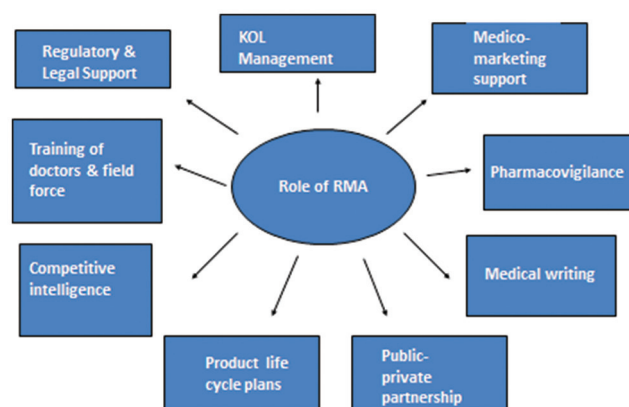 KOL
Management
Regulatory &
Legal Support
Medico-
marketing
support
Training of
doctors & field
force
Role of RMA
Pharmacovigilance
Competitive
intelligence
Medical writing
Product life
cycle plans
Public-
private
partnership